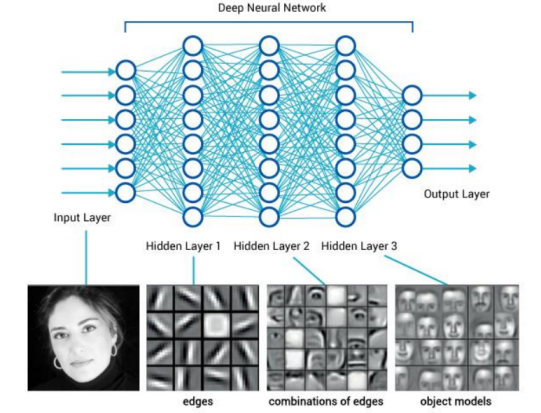 Deep Neural Network
Input Layer
Output Layer
Hidden Layer 1
Hidden Layer 2
Hidden Layer 3
edges
combinations of edges
object models